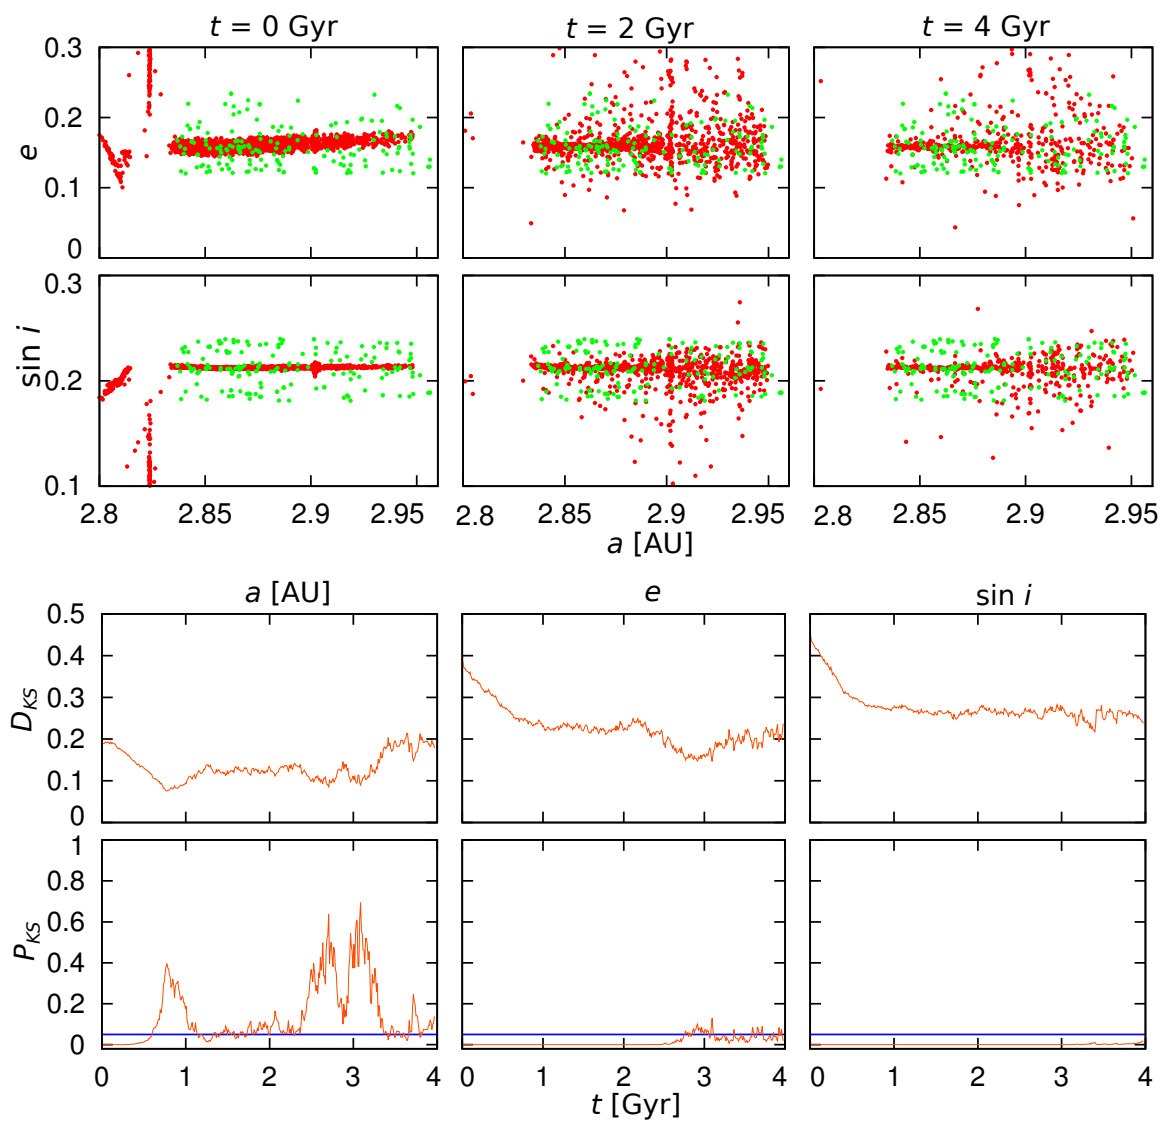 t = 0 Gyr t = 2 Gyr t = 4 Gyr
0.3
0.2
0.1
0
e
0.3
0.2
0.1
sin i
2.8 2.85 2.9 2.95 2.8 2.85 2.9 2.95 2.8 2.85 2.9 2.95
a [AU]
a [AU] e sin i
0.5
0.4
0.3
0.2
0.1
0
D_KS
1
0.8
0.6
0.4
0.2
0
P_KS
0 1 2 3 4 0 1 2 3 4 0 1 2 3 4
t [Gyr]